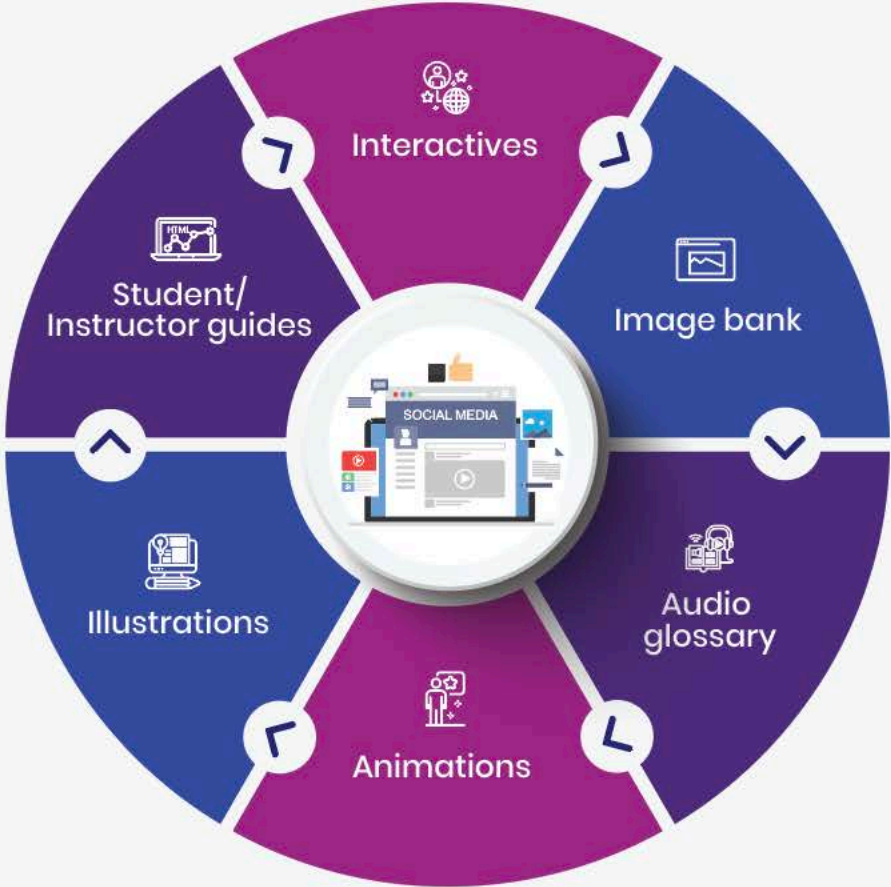 Interactives
Image bank
Audio
glossary
Animations
Illustrations
Student/
Instructor guides
HTML
SOCIAL MEDIA